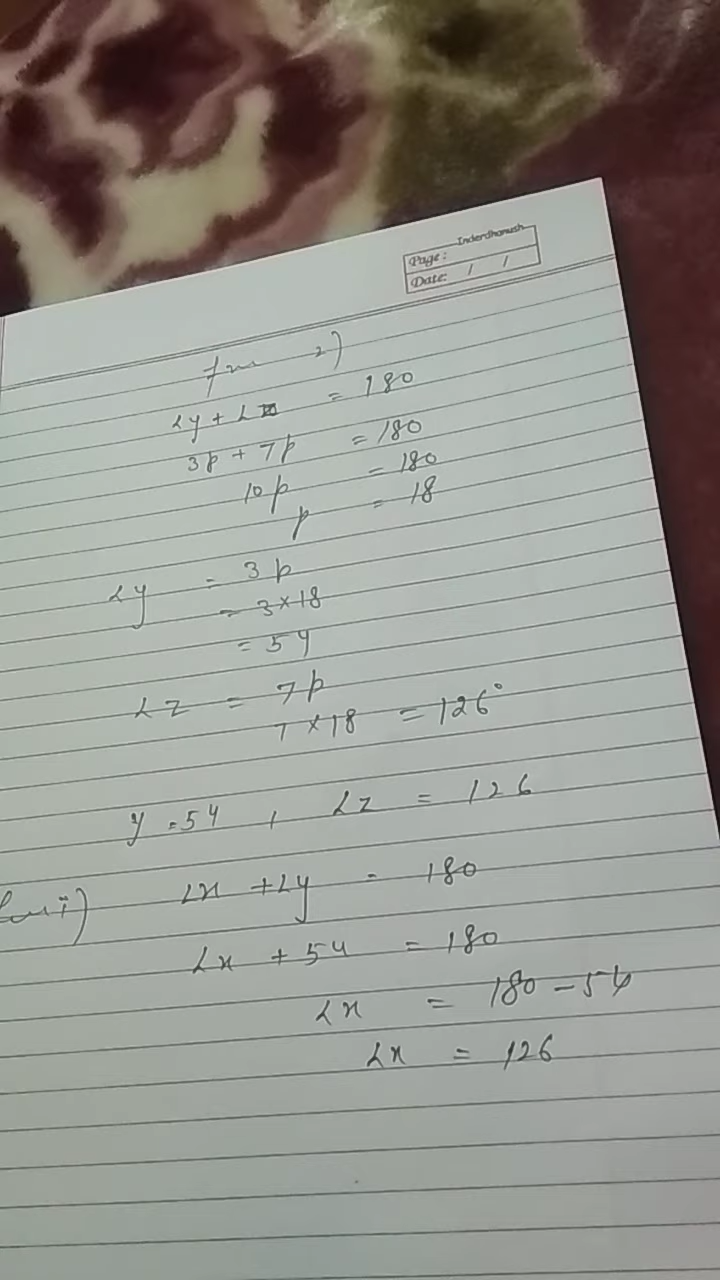 Inderdhanush
Page:
Date: / /
2)
∠y + ∠ = 180
3p + 7p = 180
10p = 180
p = 18
∠y = 3p
= 3×18
= 54
∠z = 7p
7×18 = 126°
y = 54 , ∠z = 126
∠x + ∠y = 180
∠x + 54 = 180
∠x = 180 - 54
∠x = 126